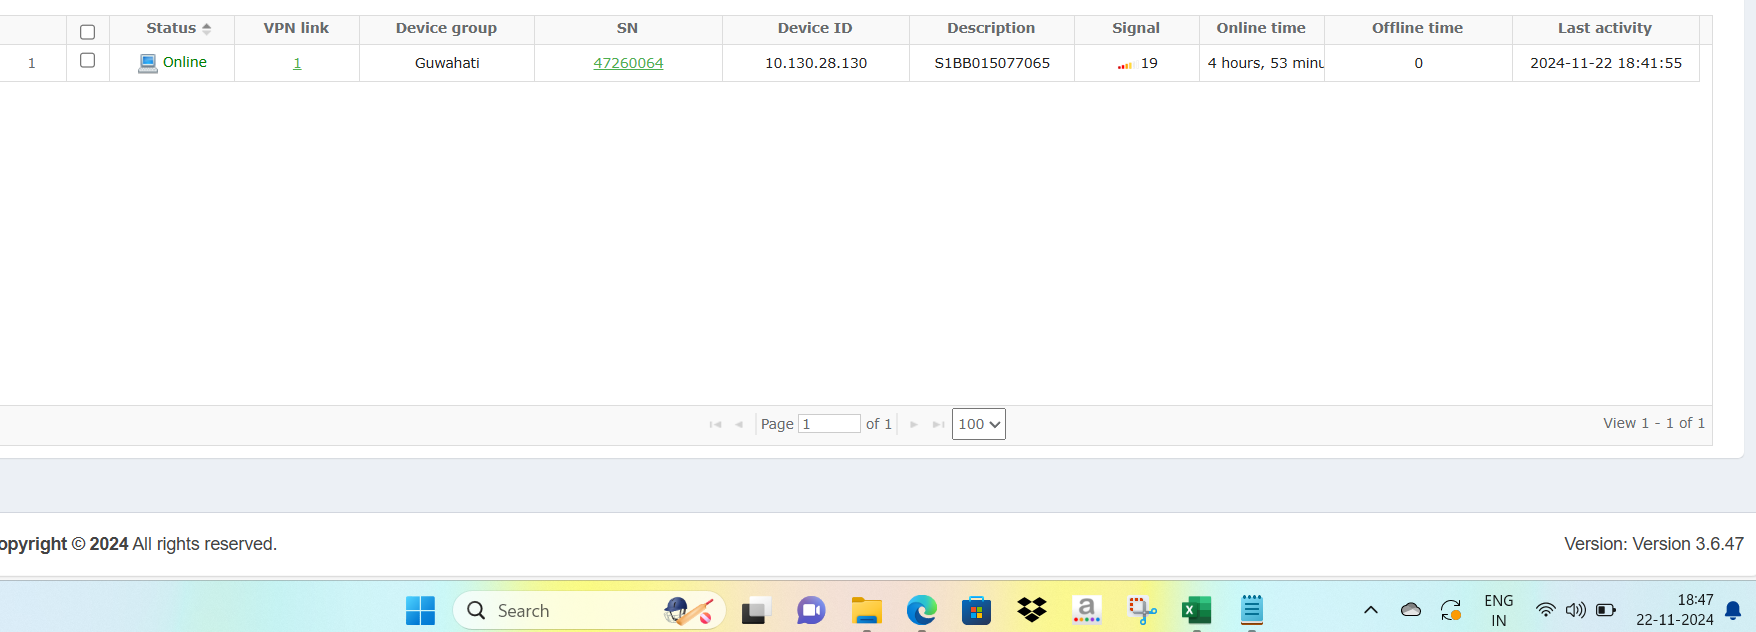 Status VPN link Device group SN Device ID Description Signal Online time Offline time Last activity
1 Online 1 Guwahati 47260064 10.130.28.130 S1BB015077065 19 4 hours, 53 minu 0 2024-11-22 18:41:55
Page 1 of 1 100 View 1 - 1 of 1
opyright © 2024 All rights reserved. Version: Version 3.6.47
Search a X ENG 18:47
IN 22-11-2024